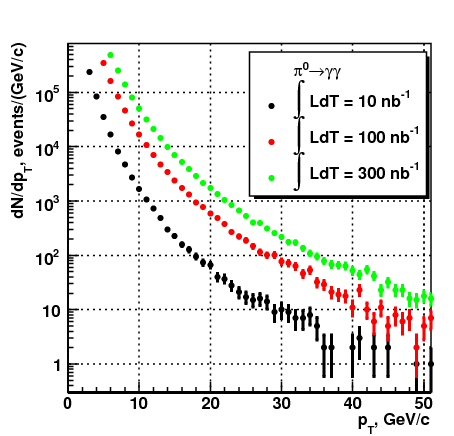 dN/dp_T, events/(GeV/c)
π⁰→γγ
∫ LdT = 10 nb⁻¹
∫ LdT = 100 nb⁻¹
∫ LdT = 300 nb⁻¹
10⁵
10⁴
10³
10²
10
1
0 10 20 30 40 50
p_T, GeV/c